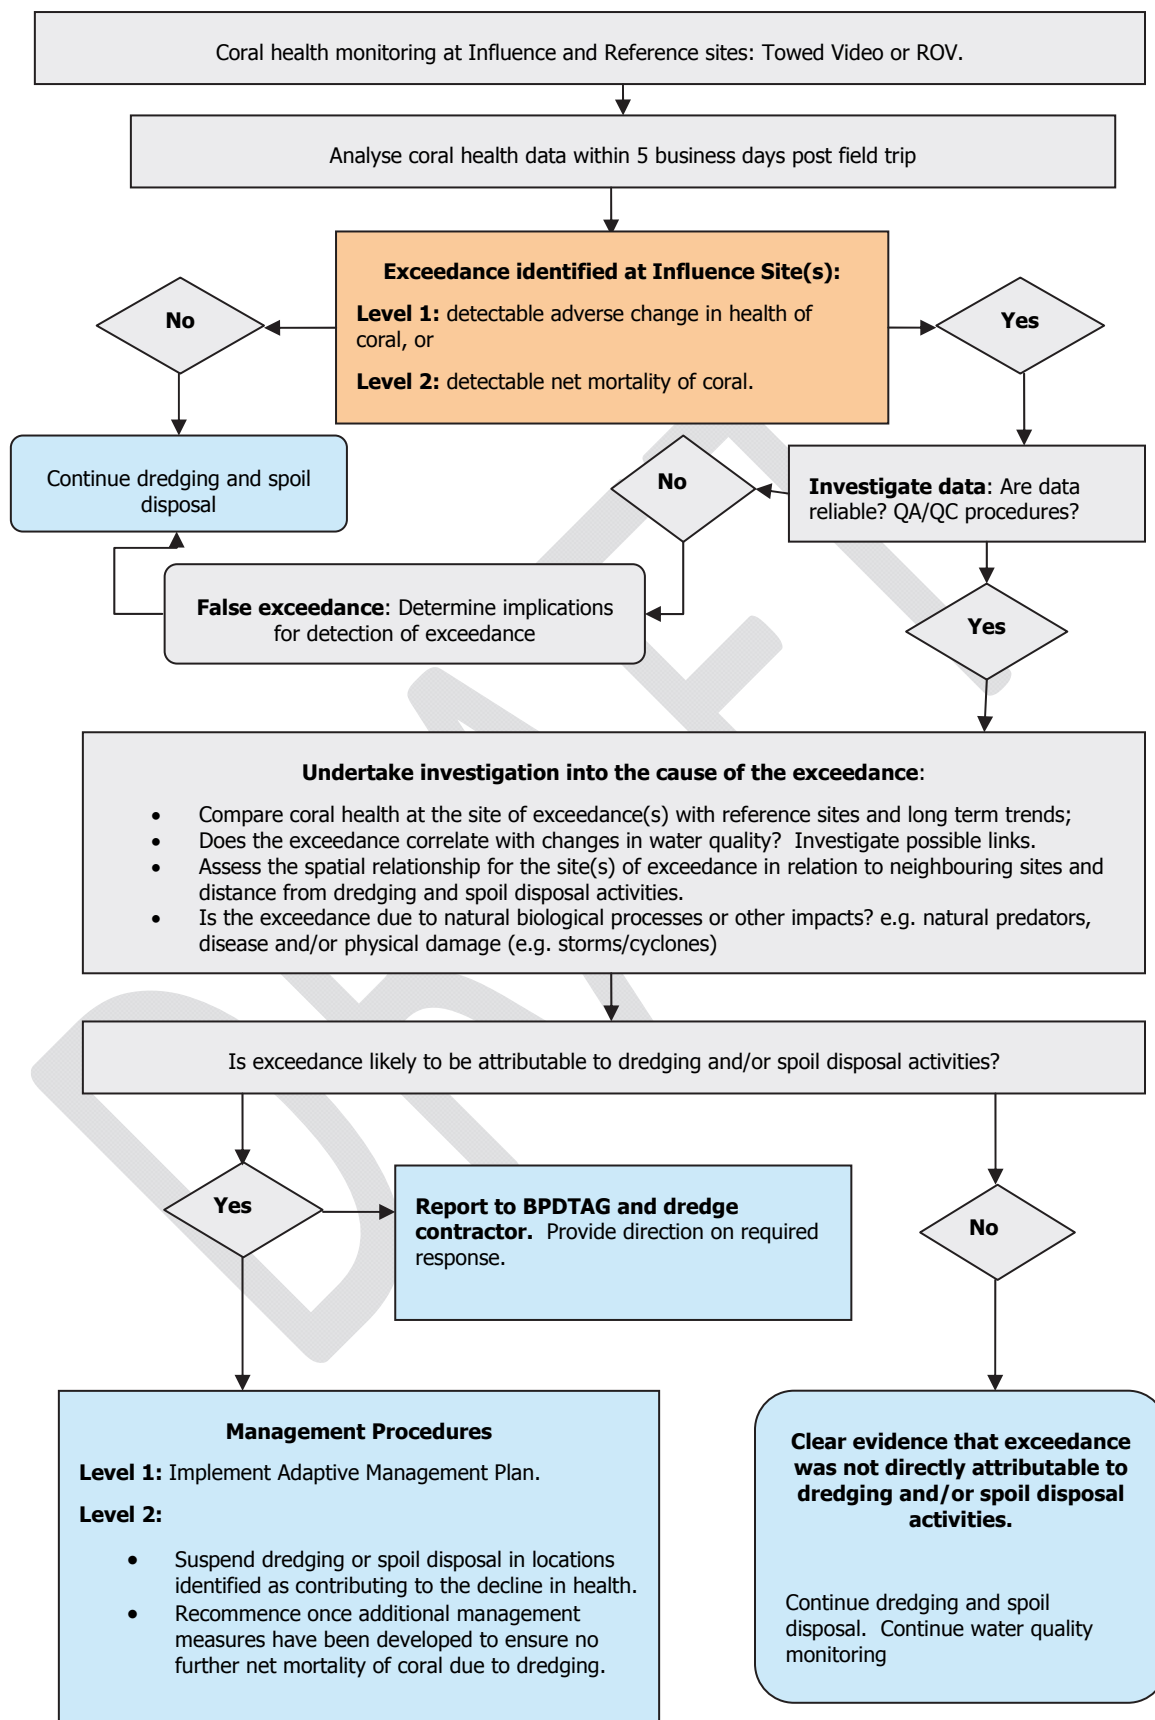 Coral health monitoring at Influence and Reference sites: Towed Video or ROV.
Analyse coral health data within 5 business days post field trip
Exceedance identified at Influence Site(s):
Level 1: detectable adverse change in health of
coral, or
Level 2: detectable net mortality of coral.
No
Yes
Continue dredging and spoil
disposal
No
Investigate data: Are data
reliable? QA/QC procedures?
False exceedance: Determine implications
for detection of exceedance
Yes
Undertake investigation into the cause of the exceedance:
• Compare coral health at the site of exceedance(s) with reference sites and long term trends;
• Does the exceedance correlate with changes in water quality? Investigate possible links.
• Assess the spatial relationship for the site(s) of exceedance in relation to neighbouring sites and
distance from dredging and spoil disposal activities.
• Is the exceedance due to natural biological processes or other impacts? e.g. natural predators,
disease and/or physical damage (e.g. storms/cyclones)
Is exceedance likely to be attributable to dredging and/or spoil disposal activities?
Yes
Report to BPDTAG and dredge
contractor. Provide direction on required
response.
No
Management Procedures
Level 1: Implement Adaptive Management Plan.
Level 2:
• Suspend dredging or spoil disposal in locations
identified as contributing to the decline in health.
• Recommence once additional management
measures have been developed to ensure no
further net mortality of coral due to dredging.
Clear evidence that exceedance
was not directly attributable to
dredging and/or spoil disposal
activities.
Continue dredging and spoil
disposal. Continue water quality
monitoring
DRAFT